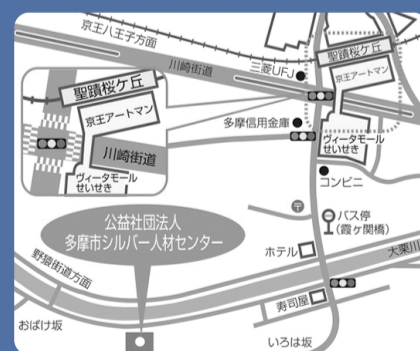 京王八王子方面
川崎街道
三菱UFJ
聖蹟桜ケ丘
京王アートマン
聖蹟桜ケ丘
京王アートマン
川崎街道
ヴィータモール
せいせき
多摩信用金庫
ヴィータモール
せいせき
コンビニ
〒
バス停
(霞ヶ関橋)
公益社団法人
多摩市シルバー人材センター
野猿街道方面
ホテル
大栗川
寿司屋
おばけ坂
いろは坂